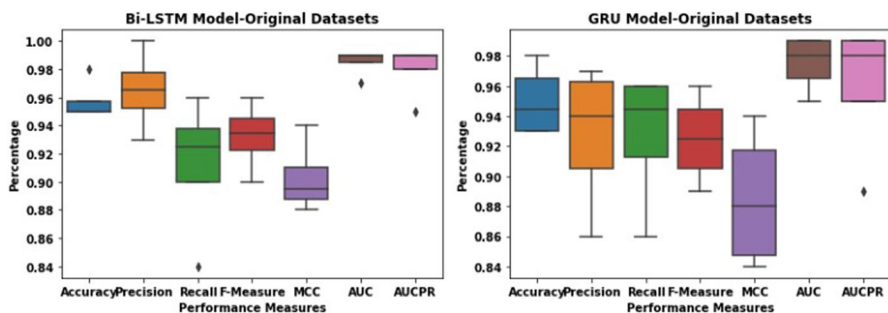 Bi-LSTM Model-Original Datasets
Percentage
1.00
0.98
0.96
0.94
0.92
0.90
0.88
0.86
0.84
Accuracy Precision Recall F-Measure MCC AUC AUCPR
Performance Measures
GRU Model-Original Datasets
Percentage
0.98
0.96
0.94
0.92
0.90
0.88
0.86
0.84
Accuracy Precision Recall F-Measure MCC AUC AUCPR
Performance Measures